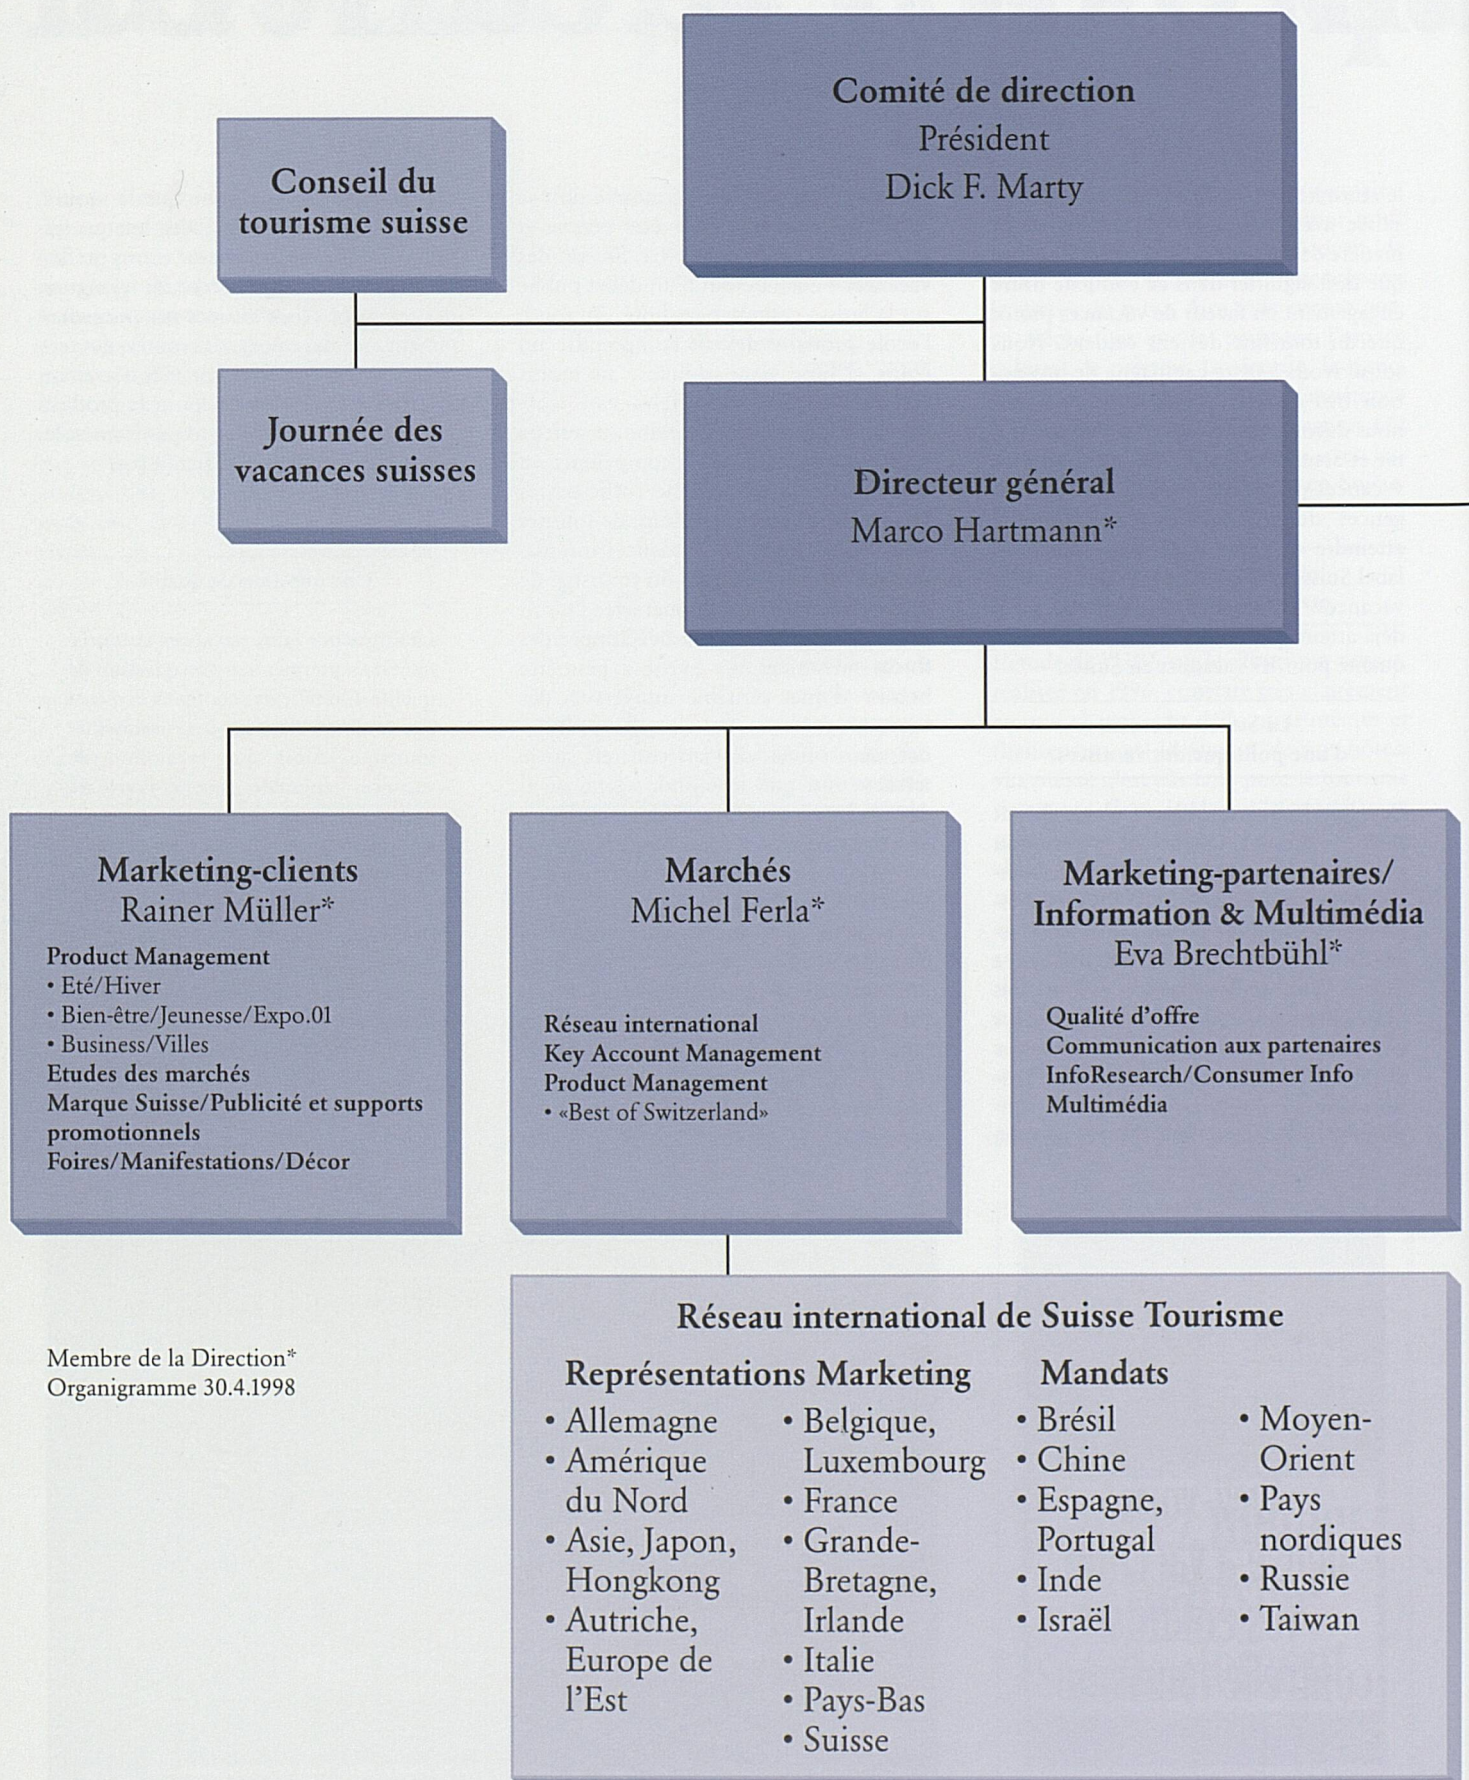 Comité de direction
Président
Dick F. Marty
Conseil du
tourisme suisse
Journée des
vacances suisses
Directeur général
Marco Hartmann*
Marketing-clients
Rainer Müller*
Product Management
• Eté/Hiver
• Bien-être/Jeunesse/Expo.01
• Business/Villes
Etudes des marchés
Marque Suisse/Publicité et supports
promotionnels
Foires/Manifestations/Décor
Marchés
Michel Ferla*
Réseau international
Key Account Management
Product Management
• «Best of Switzerland»
Marketing-partenaires/
Information & Multimédia
Eva Brechtbühl*
Qualité d'offre
Communication aux partenaires
InfoResearch/Consumer Info
Multimédia
Membre de la Direction*
Organigramme 30.4.1998
Réseau international de Suisse Tourisme
Représentations Marketing
• Allemagne
• Amérique
du Nord
• Asie, Japon,
Hongkong
• Autriche,
Europe de
l'Est
• Belgique,
Luxembourg
• France
• Grande-
Bretagne,
Irlande
• Italie
• Pays-Bas
• Suisse
Mandats
• Brésil
• Chine
• Espagne,
Portugal
• Inde
• Israël
• Moyen-
Orient
• Pays
nordiques
• Russie
• Taiwan